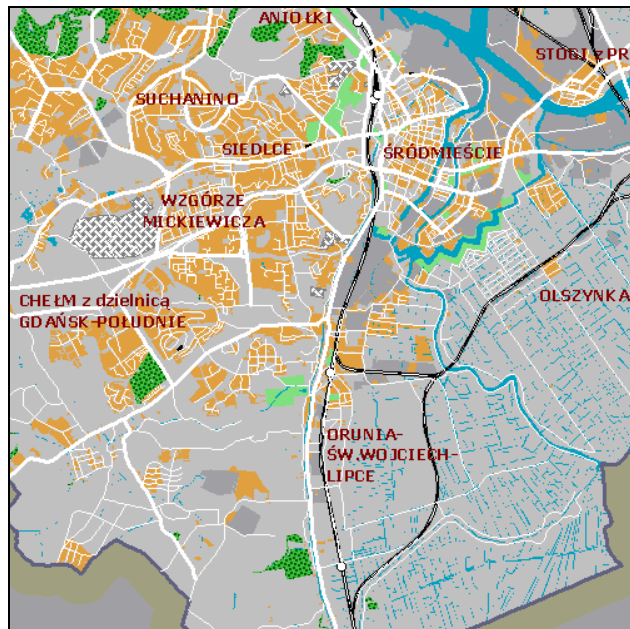 ANIOŁKI
STOGI z PR
SUCHANINO
SIEDLCE
ŚRÓDMIEŚCIE
WZGÓRZE
MICKIEWICZA
CHEŁM z dzielnicą
GDAŃSK-POŁUDNIE
OLSZYNKA
ORUNIA-
ŚW.WOJCIECH-
LIPCE